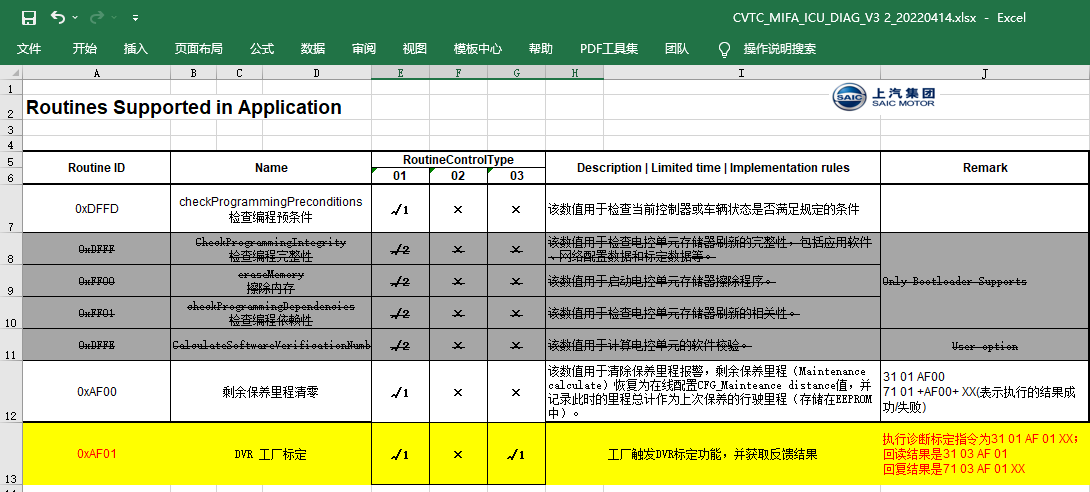 CVTC_MIFA_ICU_DIAG_V3 2_20220414.xlsx - Excel
文件 开始 插入 页面布局 公式 数据 审阅 视图 模板中心 帮助 PDF工具集 团队 操作说明搜索
A B C D E F G H I J
1
2 Routines Supported in Application 上汽集团
SAIC SAIC MOTOR
3
4
5 Routine ID Name RoutineControlType Description | Limited time | Implementation rules Remark
6 01 02 03
7 0xDFFD checkProgrammingPreconditions
检查编程预条件 √1 × × 该数值用于检查当前控制器或车辆状态是否满足规定的条件
8 0xDFFF CheckProgrammingIntegrity
检查编程完整性 √2 × × 该数值用于检查电控单元存储器刷新的完整性，包括应用软件
、网络配置数据和标定数据等。
9 0xFF00 eraseMemory
擦除内存 √2 × × 该数值用于启动电控单元存储器擦除程序。 Only Bootloader Supports
10 0xFF01 checkProgrammingDependencies
检查编程依赖性 √2 × × 该数值用于检查电控单元存储器刷新的相关性。
11 0xDFFE CalculateSoftwareVerificationNumb √2 × × 该数值用于计算电控单元的软件校验。 User option
12 0xAF00 剩余保养里程清零 √1 × × 该数值用于清除保养里程报警，剩余保养里程（Maintenance
calculate）恢复为在线配置CFG_Mainteance distance值，并
记录此时的里程总计作为上次保养的行驶里程（存储在EEPROM
中）。
31 01 AF00
71 01 +AF00+ XX(表示执行的结果成
功/失败)
13 0xAF01 DVR 工厂标定 √1 × √1 工厂触发DVR标定功能，并获取反馈结果
执行诊断标定指令为31 01 AF 01 XX；
回读结果是31 03 AF 01
回复结果是71 03 AF 01 XX